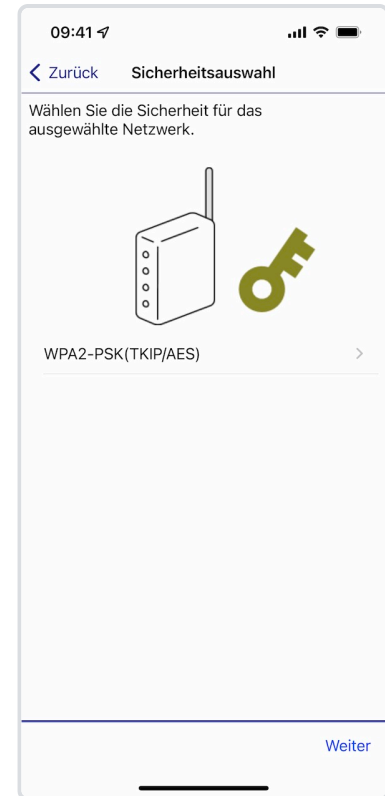 09:41
Zurück
Sicherheitsauswahl
Wählen Sie die Sicherheit für das
ausgewählte Netzwerk.
WPA2-PSK(TKIP/AES)
Weiter